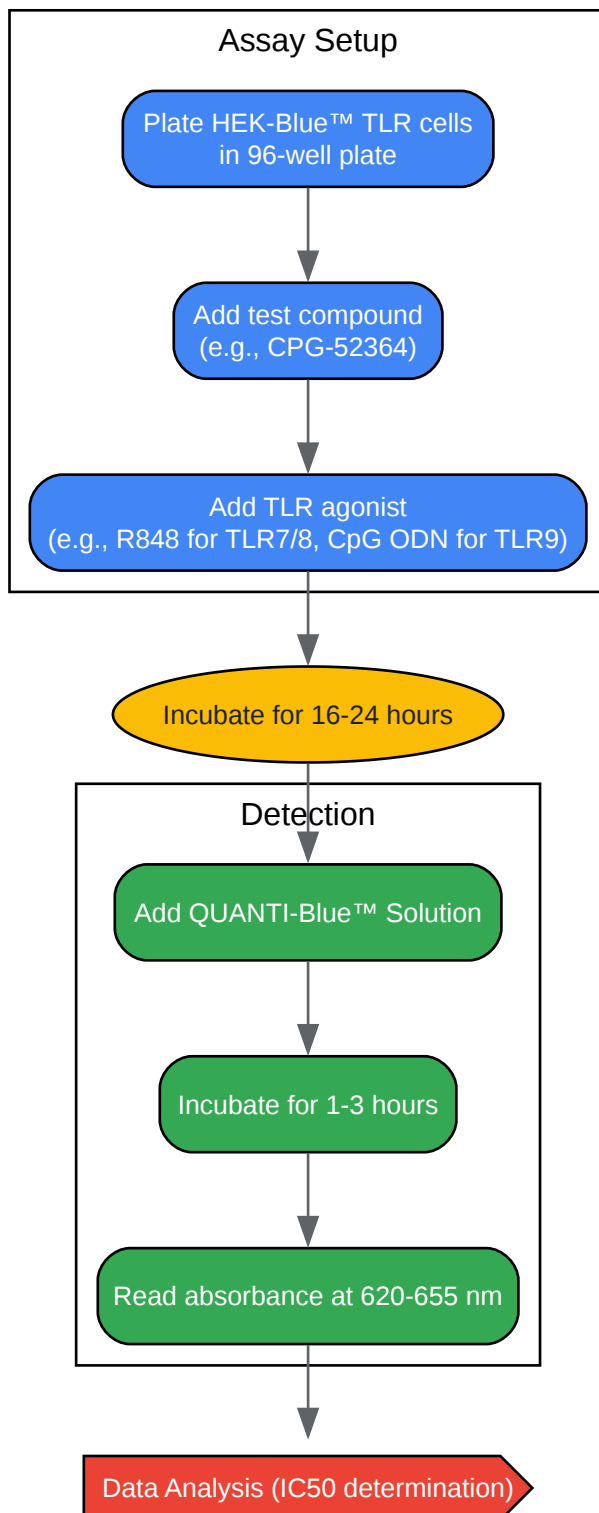 Assay Setup
Plate HEK-Blue™ TLR cells
in 96-well plate
Add test compound
(e.g., CPG-52364)
Add TLR agonist
(e.g., R848 for TLR7/8, CpG ODN for TLR9)
Incubate for 16-24 hours
Detection
Add QUANTI-Blue™ Solution
Incubate for 1-3 hours
Read absorbance at 620-655 nm
Data Analysis (IC50 determination)